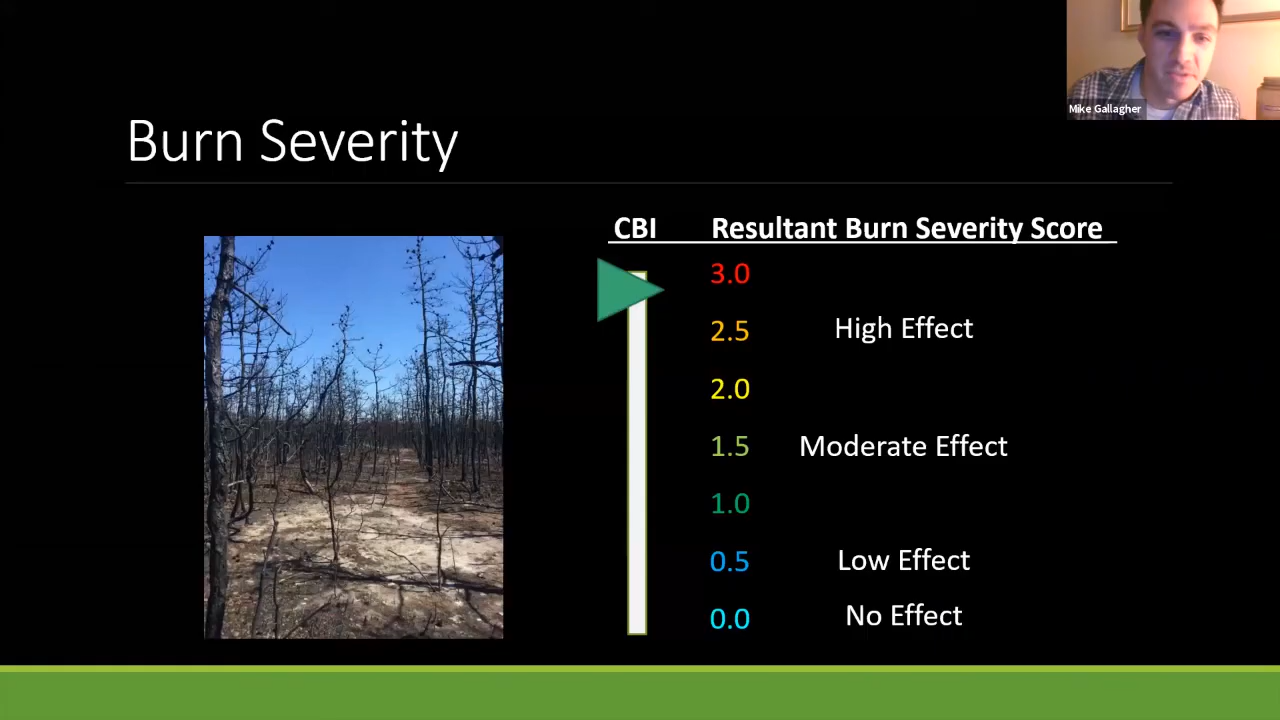 Mike Gallagher
Burn Severity
CBI Resultant Burn Severity Score
3.0
2.5 High Effect
2.0
1.5 Moderate Effect
1.0
0.5 Low Effect
0.0 No Effect